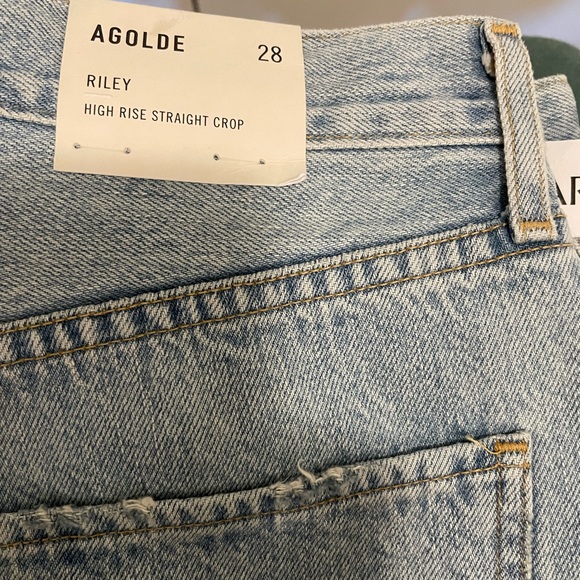 AGOLDE
28
RILEY
HIGH RISE STRAIGHT CROP